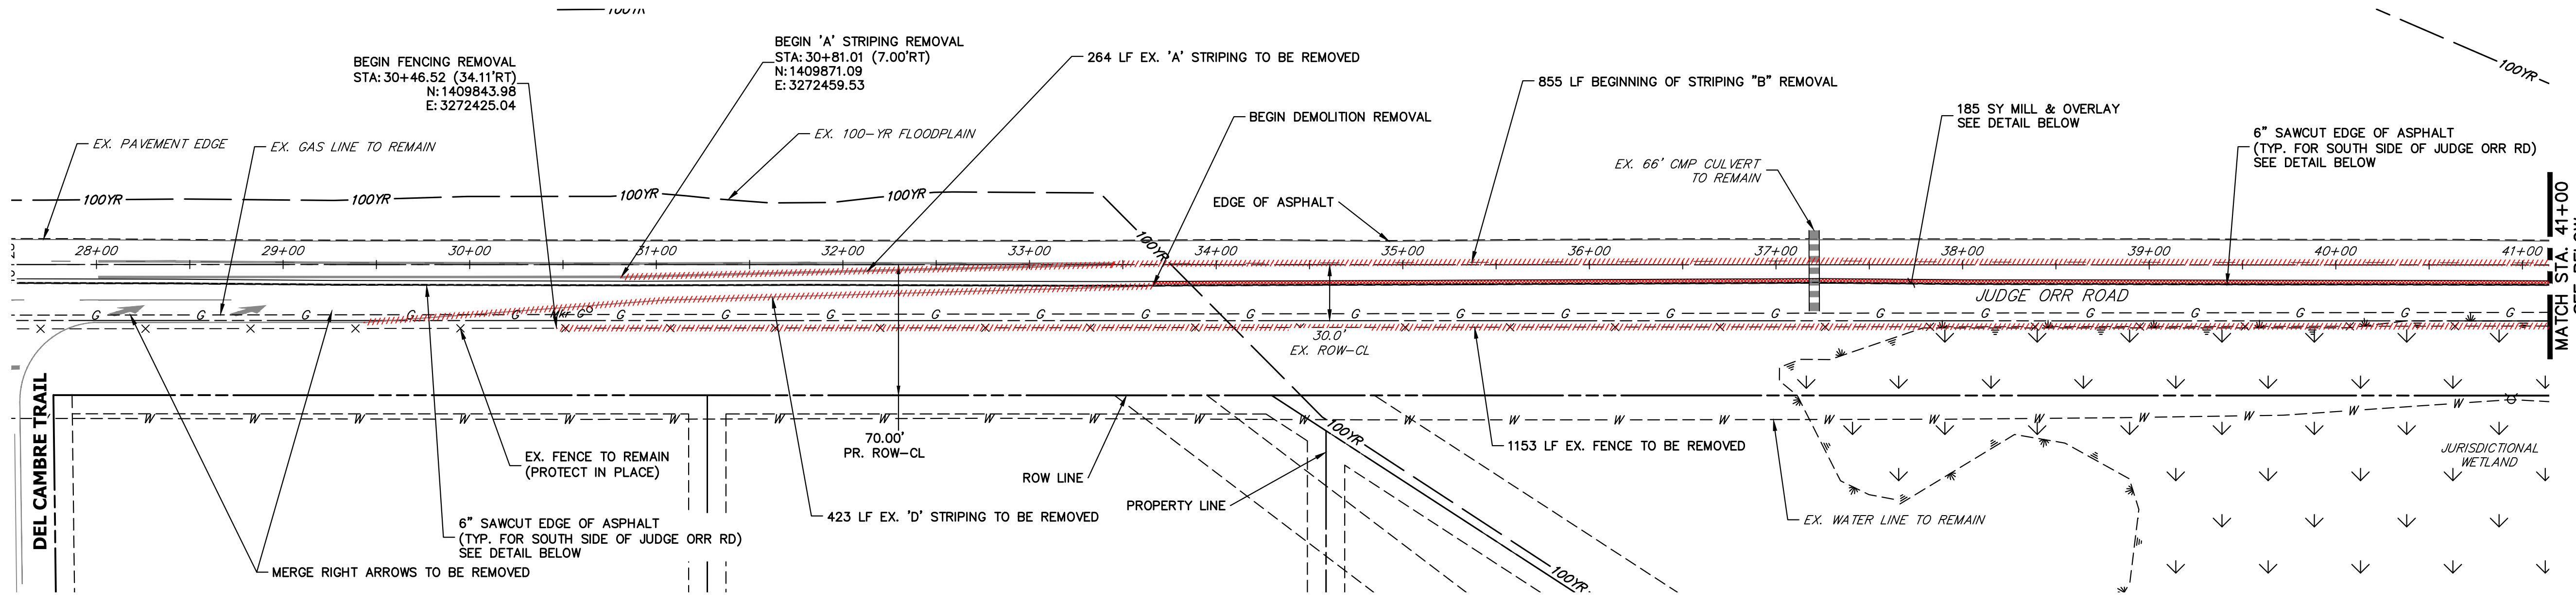 100YR
BEGIN 'A' STRIPING REMOVAL
STA: 30+81.01 (7.00'RT)
N: 1409871.09
E: 3272459.53
264 LF EX. 'A' STRIPING TO BE REMOVED
BEGIN FENCING REMOVAL
STA: 30+46.52 (34.11'RT)
N: 1409843.98
E: 3272425.04
855 LF BEGINNING OF STRIPING "B" REMOVAL
100YR
BEGIN DEMOLITION REMOVAL
185 SY MILL & OVERLAY
SEE DETAIL BELOW
6" SAWCUT EDGE OF ASPHALT
(TYP. FOR SOUTH SIDE OF JUDGE ORR RD)
SEE DETAIL BELOW
EX. PAVEMENT EDGE
EX. GAS LINE TO REMAIN
EX. 100-YR FLOODPLAIN
EX. 66' CMP CULVERT
TO REMAIN
100YR
100YR
100YR
100YR
EDGE OF ASPHALT
MATCH STA. 41+00
100YR
28+00
29+00
30+00
31+00
32+00
33+00
34+00
35+00
36+00
37+00
38+00
39+00
40+00
41+00
JUDGE ORR ROAD
G G G G G Mkr G G G G G G G G G G G G G G G G G G G
30.0'
EX. ROW-CL
DEL CAMBRE TRAIL
W W W W W W W W W W W W W W W W W W W W W W W
100YR
70.00'
PR. ROW-CL
1153 LF EX. FENCE TO BE REMOVED
JURISDICTIONAL
WETLAND
EX. FENCE TO REMAIN
(PROTECT IN PLACE)
ROW LINE
PROPERTY LINE
423 LF EX. 'D' STRIPING TO BE REMOVED
EX. WATER LINE TO REMAIN
6" SAWCUT EDGE OF ASPHALT
(TYP. FOR SOUTH SIDE OF JUDGE ORR RD)
SEE DETAIL BELOW
MERGE RIGHT ARROWS TO BE REMOVED
100YR